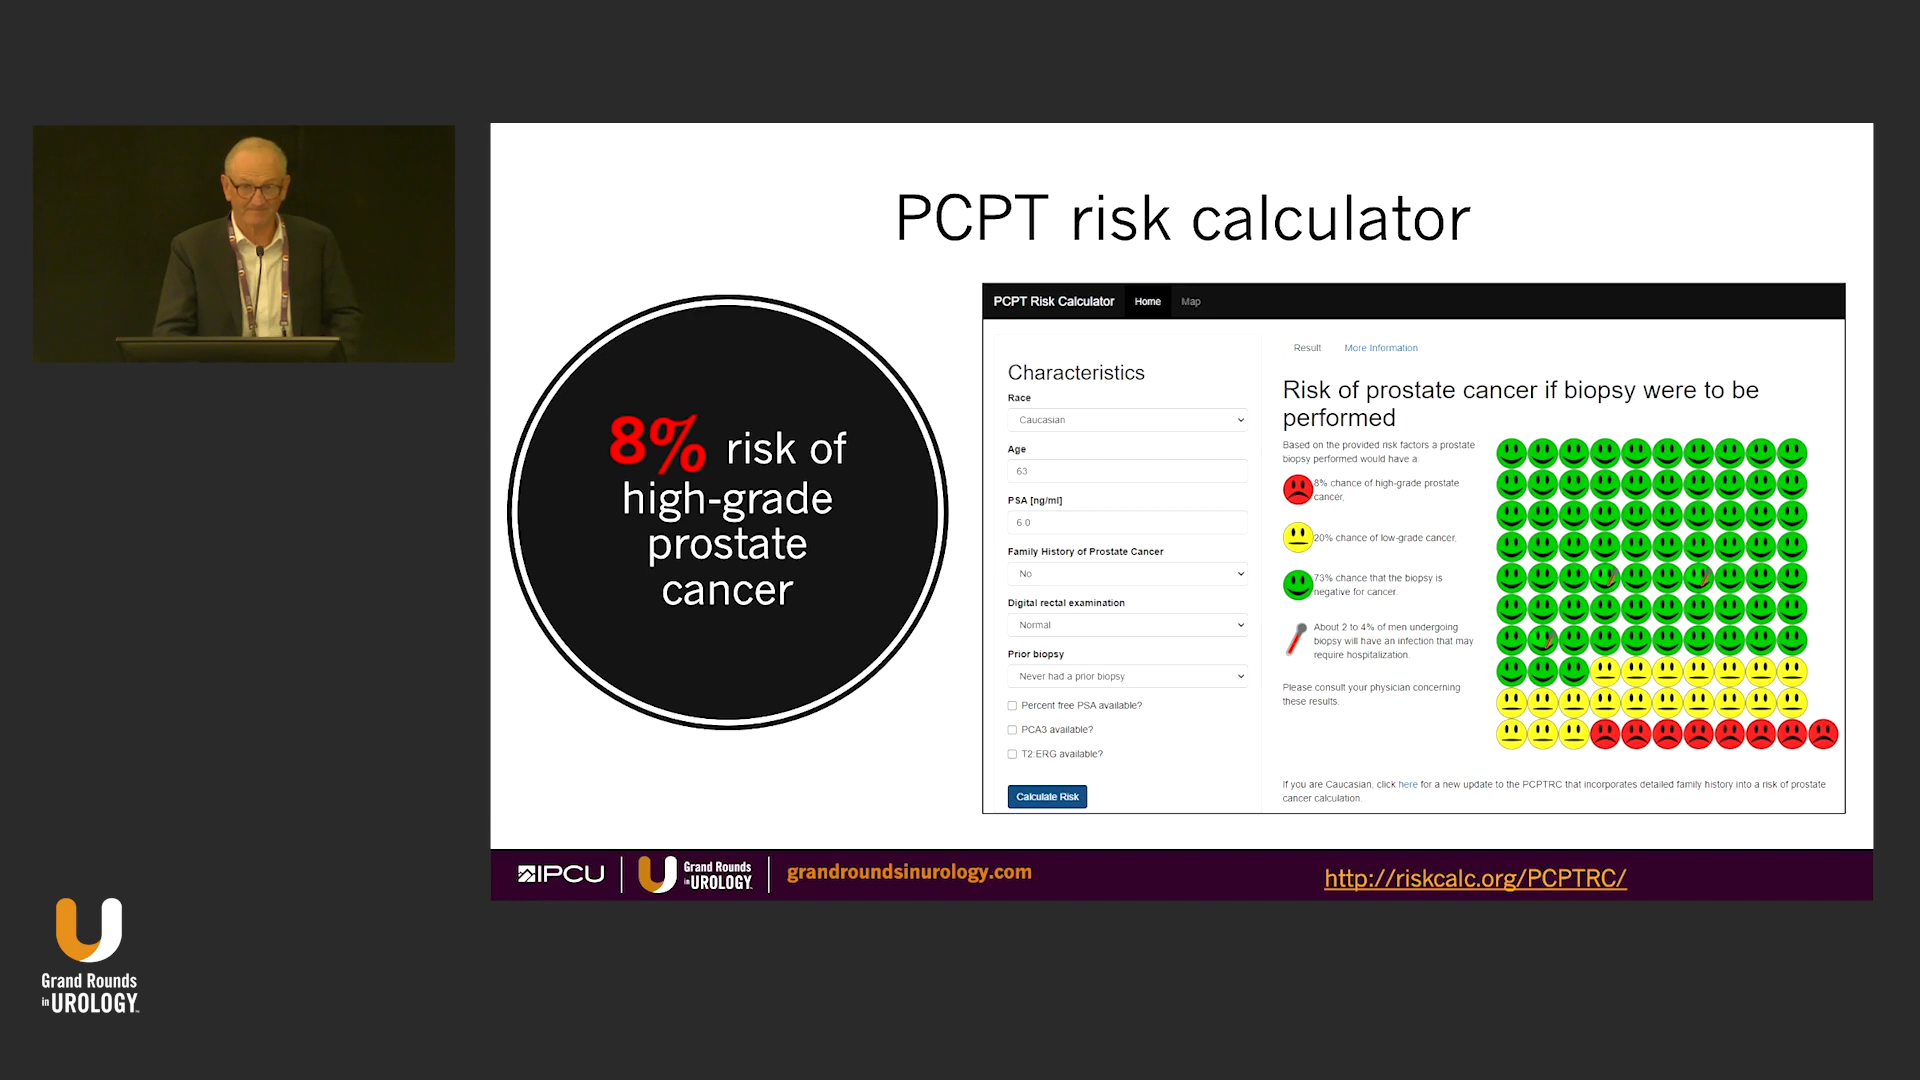 PCPT risk calculator
8% risk of
high-grade
prostate
cancer
PCPT Risk Calculator Home Map
Characteristics
Race
Caucasian
Age
63
PSA [ng/ml]
6.0
Family History of Prostate Cancer
No
Digital rectal examination
Normal
Prior biopsy
Never had a prior biopsy
Percent free PSA available?
PCA3 available?
T2:ERG available?
Calculate Risk
Result More Information
Risk of prostate cancer if biopsy were to be
performed
Based on the provided risk factors a prostate
biopsy performed would have a:
8% chance of high-grade prostate
cancer,
20% chance of low-grade cancer,
73% chance that the biopsy is
negative for cancer.
About 2 to 4% of men undergoing
biopsy will have an infection that may
require hospitalization.
Please consult your physician concerning
these results.
If you are Caucasian, click here for a new update to the PCPTRC that incorporates detailed family history into a risk of prostate
cancer calculation.
IPCU
Grand Rounds
in UROLOGY
grandroundsinurology.com
http://riskcalc.org/PCPTRC/
Grand Rounds
in UROLOGY